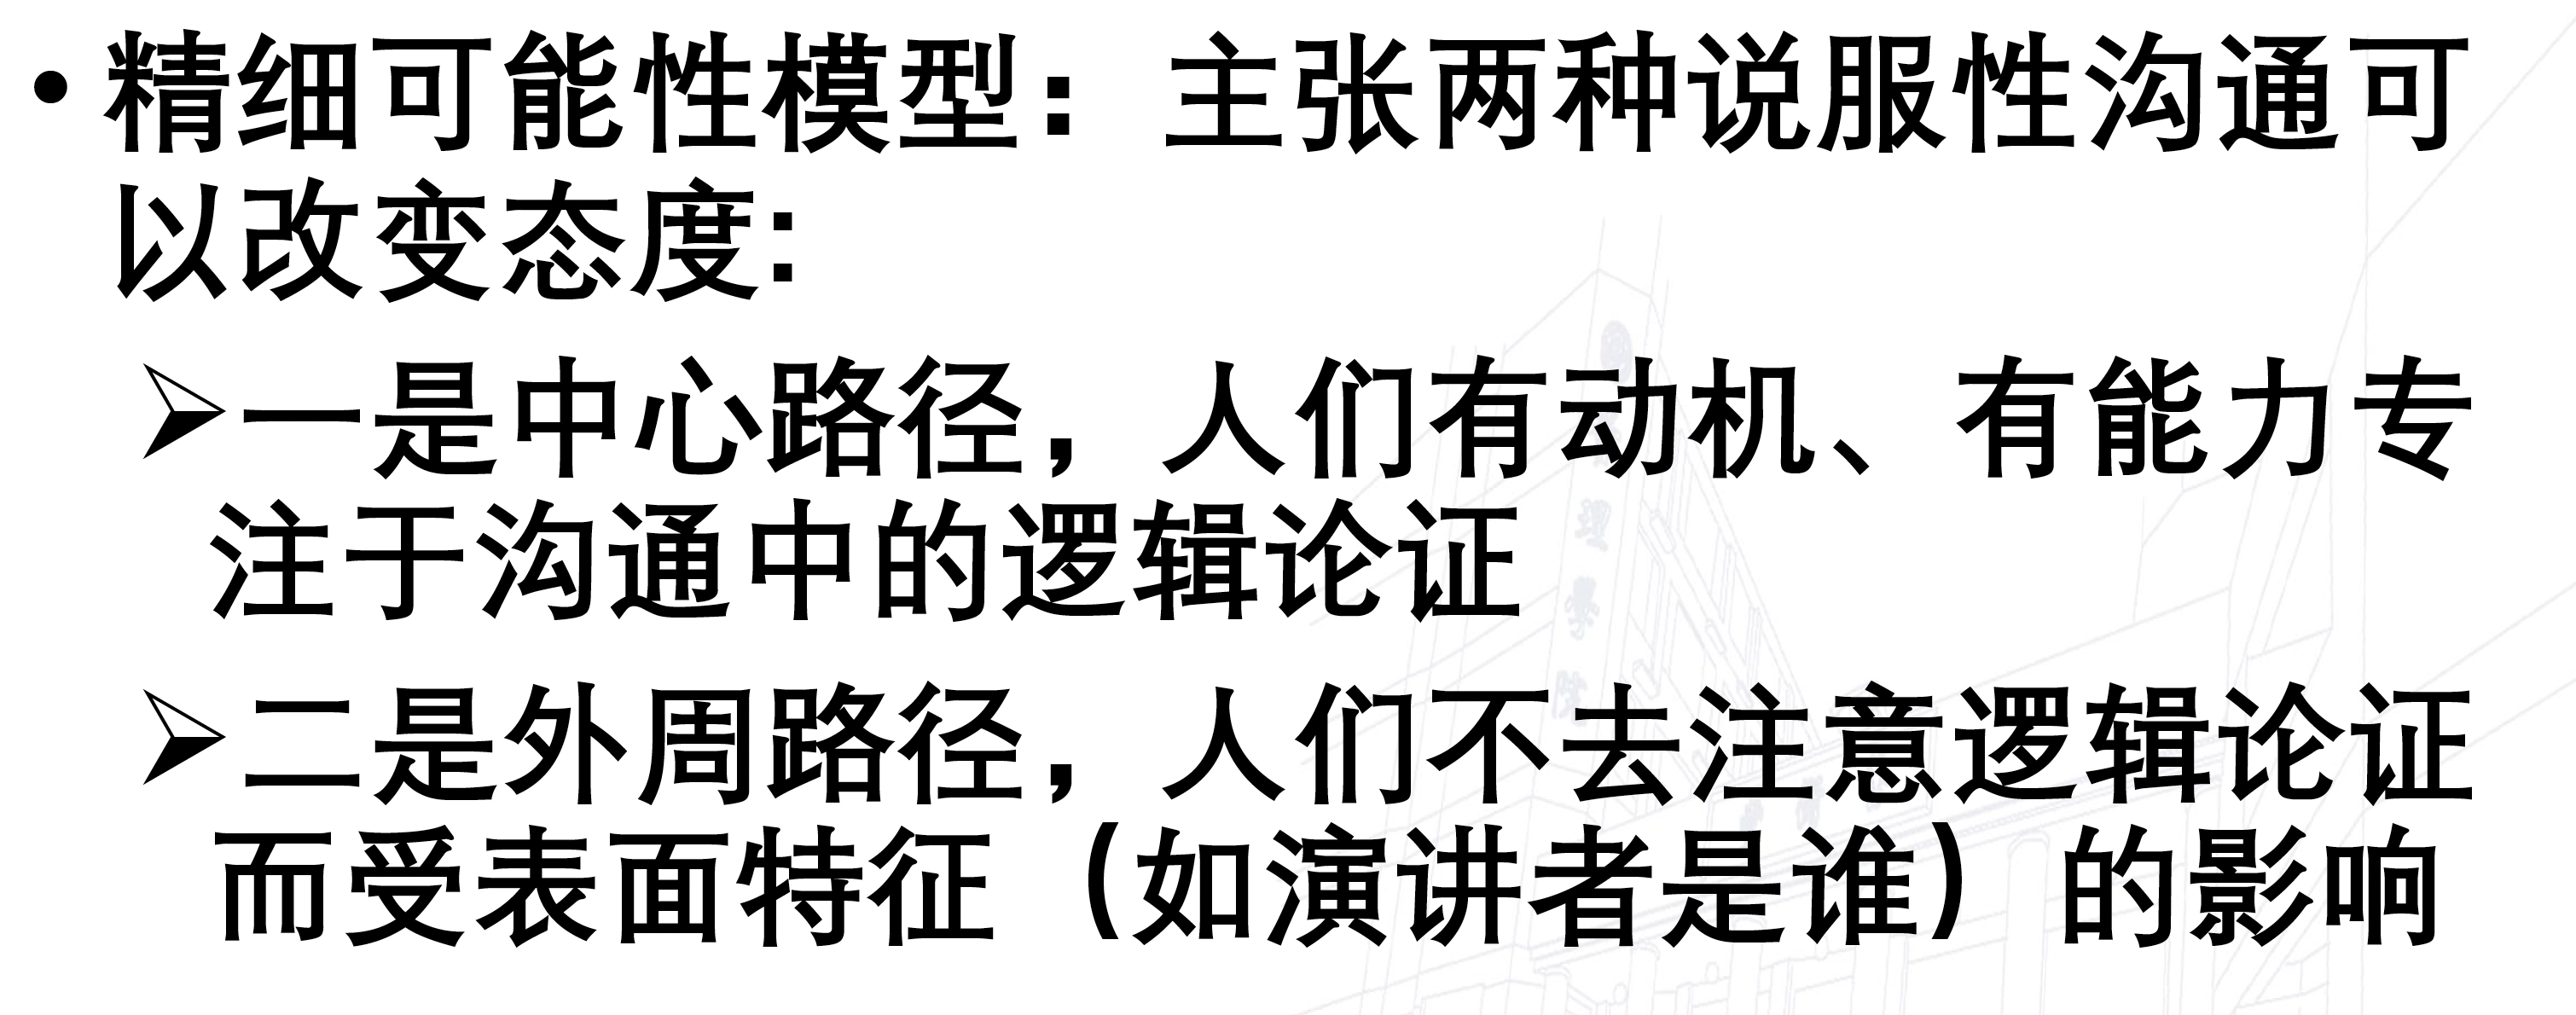 • 精细可能性模型：主张两种说服性沟通可
以改变态度:
➢一是中心路径，人们有动机、有能力专
注于沟通中的逻辑论证
➢二是外周路径，人们不去注意逻辑论证
而受表面特征（如演讲者是谁）的影响
理
學
院